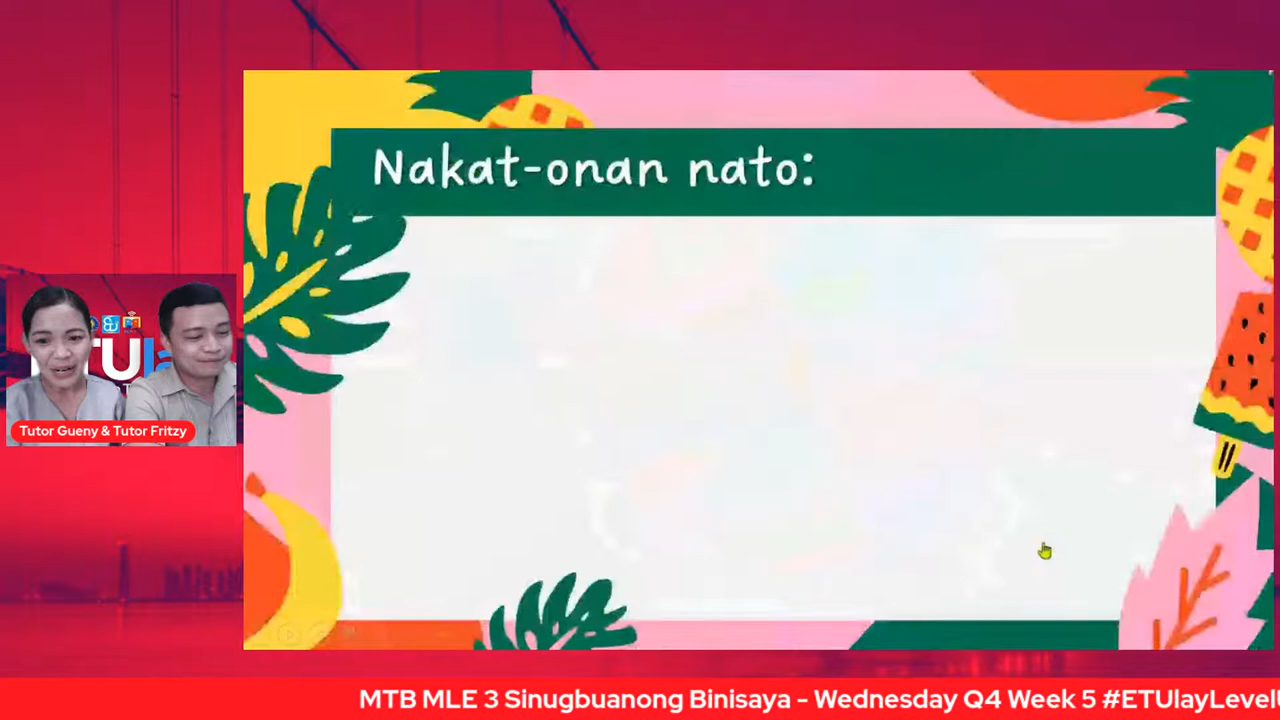 Nakat-onan nato:
Tutor Gueny & Tutor Fritzy
MTB MLE 3 Sinugbuanong Binisaya - Wednesday Q4 Week 5 #ETUlayLevel